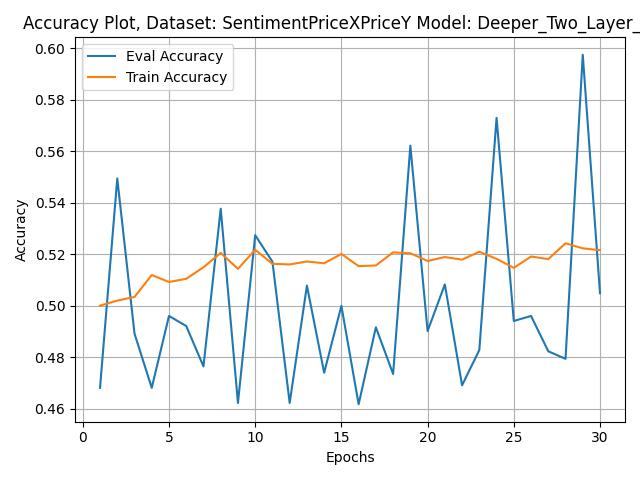 Accuracy Plot, Dataset: SentimentPriceXPriceY Model: Deeper_Two_Layer_
Eval Accuracy
Train Accuracy
0.60
0.58
0.56
0.54
0.52
0.50
0.48
0.46
Accuracy
0 5 10 15 20 25 30
Epochs